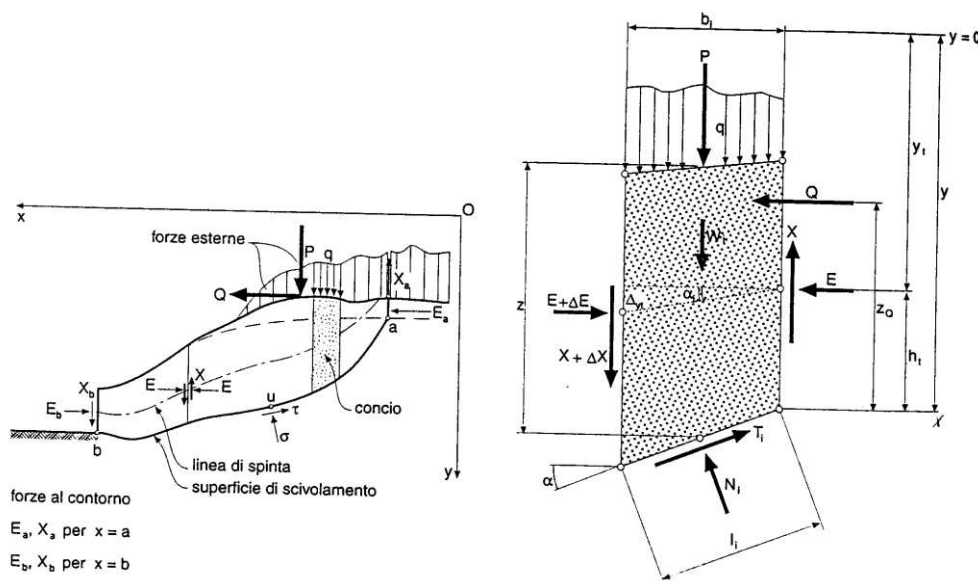 x
O
forze esterne
P
q
X_a
Q
E_a
a
X_b
X
E
E
E_b
u
τ
concio
σ
b
linea di spinta
y
superficie di scivolamento
forze al contorno
E_a, X_a per x = a
E_b, X_b per x = b
b_i
y = 0
P
q
y_t
y
Q
X
W_i
E
z
E + ΔE
α_t
z_Q
X + ΔX
h_t
T_i
α
N_i
l_i